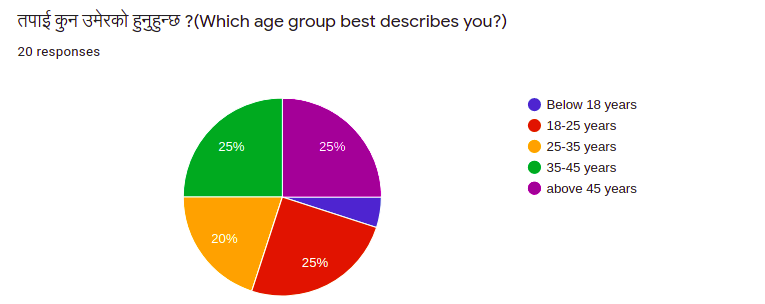 तपाई कुन उमेरको हुनुहुन्छ ?(Which age group best describes you?)
20 responses
25%
25%
20%
25%
Below 18 years
18-25 years
25-35 years
35-45 years
above 45 years